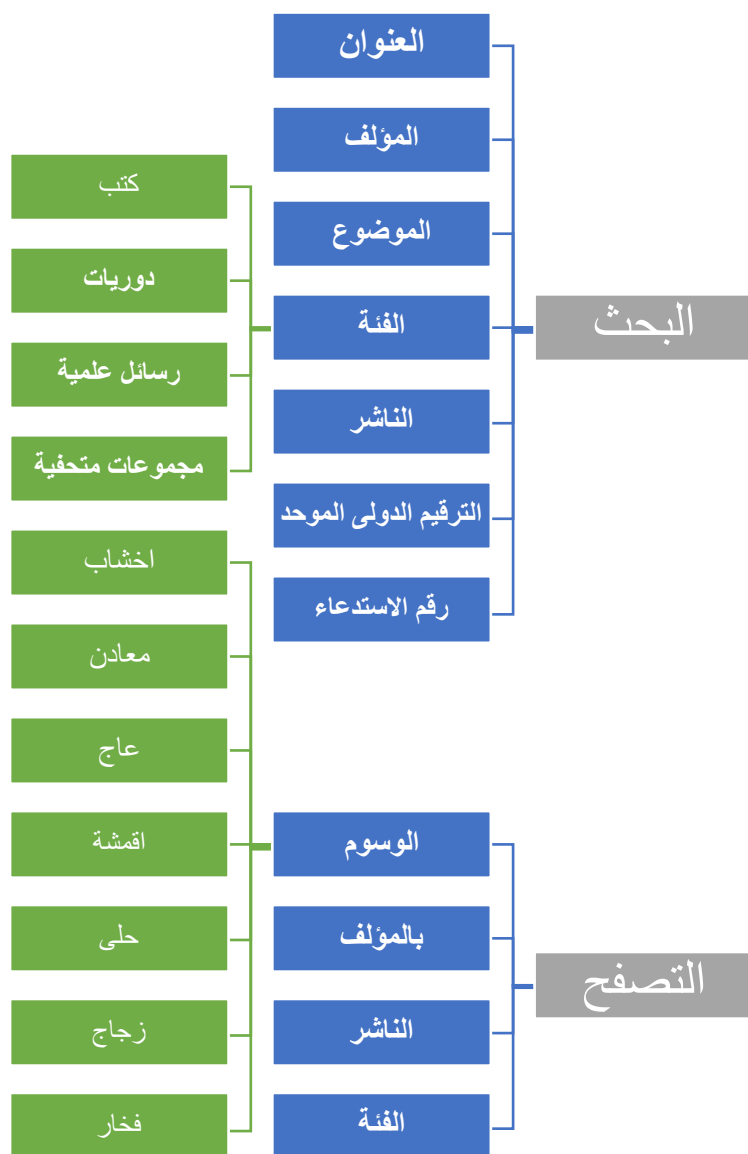 البحث
العنوان
المؤلف
الموضوع
الفئة
الناشر
الترقيم الدولى الموحد
رقم الاستدعاء
كتب
دوريات
رسائل علمية
مجموعات متحفية
التصفح
الوسوم
بالمؤلف
الناشر
الفئة
اخشاب
معادن
عاج
اقمشة
حلى
زجاج
فخار